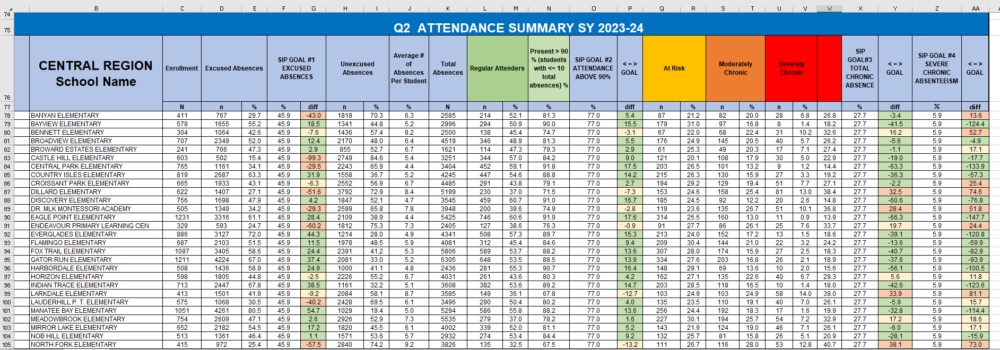 B C D E F G H I J K L M N O P Q R S T U V W X Y Z AA
74
75 Q2 ATTENDANCE SUMMARY SY 2023-24
76 CENTRAL REGION School Name Enrollment Excused Absences SIP GOAL #1 EXCUSED ABSENCES Unexcused Absences Average # of Absences Per Student Total Absences Regular Attenders Present > 90 % (students with <= 10 total absences} % SIP GOAL #2 ATTENDANCE ABOVE 90% < = > GOAL At Risk Moderately Chronic Severely Chronic SIP GOAL#3 TOTAL CHRONIC ABSENCE < = > GOAL SIP GOAL #4 SEVERE CHRONIC ABSENTEEISM < = > GOAL
77 N n % % diff n % % N n % % % diff n % n % n % % diff % diff
78 BANYAN ELEMENTARY 411 767 29.7 45.9 -43.0 1818 70.3 6.3 2585 214 52.1 81.3 77.0 5.4 87 21.2 82 20.0 28 6.8 26.8 27.7 -3.4 5.9 13.6
79 BAYVIEW ELEMENTARY 578 1655 55.2 45.9 18.5 1341 44.8 5.2 2996 294 50.9 90.0 77.0 15.5 179 31.0 97 16.8 8 1.4 18.2 27.7 -41.5 5.9 -124.4
80 BENNETT ELEMENTARY 304 1064 42.6 45.9 -7.6 1436 57.4 8.2 2500 138 45.4 74.7 77.0 -3.1 67 22.0 68 22.4 31 10.2 32.6 27.7 16.2 5.9 52.7
81 BROADVIEW ELEMENTARY 707 2349 52.0 45.9 12.4 2170 48.0 6.4 4519 346 48.9 81.3 77.0 5.5 176 24.9 145 20.5 40 5.7 26.2 27.7 -5.6 5.9 -4.9
82 BROWARD ESTATES ELEMENTARY 241 766 47.3 45.9 2.9 855 52.7 6.7 1621 114 47.3 79.3 77.0 2.9 61 25.3 49 20.3 17 7.1 27.4 27.7 -1.1 5.9 17.1
83 CASTLE HILL ELEMENTARY 603 502 15.4 45.9 -99.3 2749 84.6 5.4 3251 344 57.0 84.2 77.0 9.0 121 20.1 108 17.9 30 5.0 22.9 27.7 -19.0 5.9 -17.7
84 CENTRAL PARK ELEMENTARY 765 1161 34.1 45.9 -29.5 2243 65.9 4.4 3404 452 59.1 91.8 77.0 17.5 203 26.5 101 13.2 9 1.2 14.4 27.7 -63.3 5.9 -133.9
85 COUNTRY ISLES ELEMENTARY 819 2687 63.3 45.9 31.9 1558 36.7 5.2 4245 447 54.6 88.8 77.0 14.2 215 26.3 130 15.9 27 3.3 19.2 27.7 -36.3 5.9 -57.3
86 CROISSANT PARK ELEMENTARY 665 1933 43.1 45.9 -6.3 2552 56.9 6.7 4485 291 43.8 79.1 77.0 2.7 194 29.2 129 19.4 51 7.7 27.1 27.7 -2.2 5.9 25.4
87 DILLARD ELEMENTARY 622 1407 27.1 45.9 -51.6 3792 72.9 8.4 5199 230 37.0 71.5 77.0 -7.3 153 24.6 158 25.4 81 13.0 38.4 27.7 32.5 5.9 74.6
88 DISCOVERY ELEMENTARY 756 1698 47.9 45.9 4.2 1847 52.1 4.7 3545 459 60.7 91.0 77.0 16.7 185 24.5 92 12.2 20 2.6 14.8 27.7 -60.6 5.9 -76.8
89 DR. MLK MONTESSORI ACADEMY 505 1349 34.2 45.9 -29.3 2599 65.8 7.8 3948 200 39.6 74.9 77.0 -2.8 119 23.6 135 26.7 51 10.1 36.8 27.7 28.4 5.9 51.8
90 EAGLE POINT ELEMENTARY 1231 3316 61.1 45.9 28.4 2109 38.9 4.4 5425 746 60.6 91.9 77.0 17.6 314 25.5 160 13.0 11 0.9 13.9 27.7 -66.3 5.9 -147.7
91 ENDEAVOUR PRIMARY LEARNING CEN 329 593 24.7 45.9 -60.2 1812 75.3 7.3 2405 127 38.6 76.3 77.0 -0.9 91 27.7 86 26.1 25 7.6 33.7 27.7 19.7 5.9 24.4
92 EVERGLADES ELEMENTARY 886 3127 72.0 45.9 44.3 1214 28.0 4.9 4341 508 57.3 89.7 77.0 15.3 213 24.0 152 17.2 13 1.5 18.6 27.7 -39.1 5.9 -120.8
93 FLAMINGO ELEMENTARY 687 2103 51.5 45.9 11.5 1978 48.5 5.9 4081 312 45.4 84.6 77.0 9.4 209 30.4 144 21.0 22 3.2 24.2 27.7 -13.6 5.9 -59.9
94 FOX TRAIL ELEMENTARY 1097 3405 58.6 45.9 24.4 2391 41.2 5.3 5806 589 53.7 88.2 77.0 13.6 307 28.0 174 15.9 27 2.5 18.3 27.7 -40.7 5.9 -82.9
95 GATOR RUN ELEMENTARY 1211 4224 67.0 45.9 37.4 2081 33.0 5.2 6305 648 53.5 88.5 77.0 13.9 334 27.6 203 16.8 26 2.1 18.9 27.7 -37.6 5.9 -93.9
96 HARBORDALE ELEMENTARY 508 1436 58.9 45.9 24.9 1000 41.1 4.8 2436 281 55.3 90.7 77.0 16.4 148 29.1 69 13.6 10 2.0 15.6 27.7 -56.1 5.9 -100.5
97 HORIZON ELEMENTARY 598 1805 44.8 45.9 -2.5 2226 55.2 6.7 4031 261 43.6 80.3 77.0 4.2 162 27.1 135 22.6 40 6.7 29.3 27.7 5.6 5.9 11.8
98 INDIAN TRACE ELEMENTARY 713 2447 67.8 45.9 38.5 1161 32.2 5.1 3608 382 53.6 89.2 77.0 14.7 203 28.5 118 16.5 10 1.4 18.0 27.7 -42.6 5.9 -123.6
99 LARKDALE ELEMENTARY 413 1501 41.9 45.9 -9.2 2084 58.1 8.7 3585 149 36.1 67.8 77.0 -12.7 103 24.9 103 24.9 58 14.0 39.0 27.7 33.9 5.9 81.1
100 LAUDERHILL P. T. ELEMENTARY 575 1068 30.5 45.9 -40.2 2428 69.5 6.1 3496 290 50.4 80.2 77.0 4.0 135 23.5 110 19.1 40 7.0 26.1 27.7 -5.9 5.9 15.7
101 MANATEE BAY ELEMENTARY 1051 4261 80.5 45.9 54.7 1029 19.4 5.0 5294 586 55.8 88.2 77.0 13.6 256 24.4 192 18.3 17 1.6 19.9 27.7 -32.8 5.9 -114.4
102 MEADOWBROOK ELEMENTARY 754 2609 47.1 45.9 2.6 2926 52.9 7.3 5535 279 37.0 78.2 77.0 1.6 227 30.1 194 25.7 54 7.2 32.9 27.7 17.2 5.9 18.6
103 MIRROR LAKE ELEMENTARY 652 2182 54.5 45.9 17.2 1820 45.5 6.1 4002 339 52.0 81.1 77.0 5.2 143 21.9 124 19.0 46 7.1 26.1 27.7 -6.0 5.9 17.1
104 NOB HILL ELEMENTARY 513 1361 46.4 45.9 1.1 1571 53.6 5.7 2932 274 53.4 84.4 77.0 9.2 132 25.7 81 15.8 26 5.1 20.9 27.7 -28.1 5.9 -15.9
105 NORTH FORK ELEMENTARY 415 972 25.4 45.9 -57.5 2840 74.2 9.2 3826 135 32.5 67.5 77.0 -13.2 111 26.7 116 28.0 53 12.8 40.7 27.7 38.1 5.9 73.0